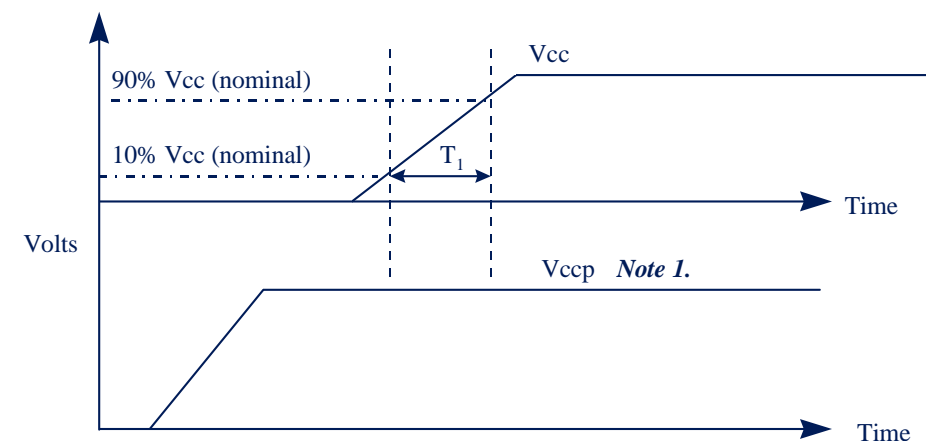 Vcc
90% Vcc (nominal)
10% Vcc (nominal)
T1
Time
Volts
Vccp Note 1.
Time